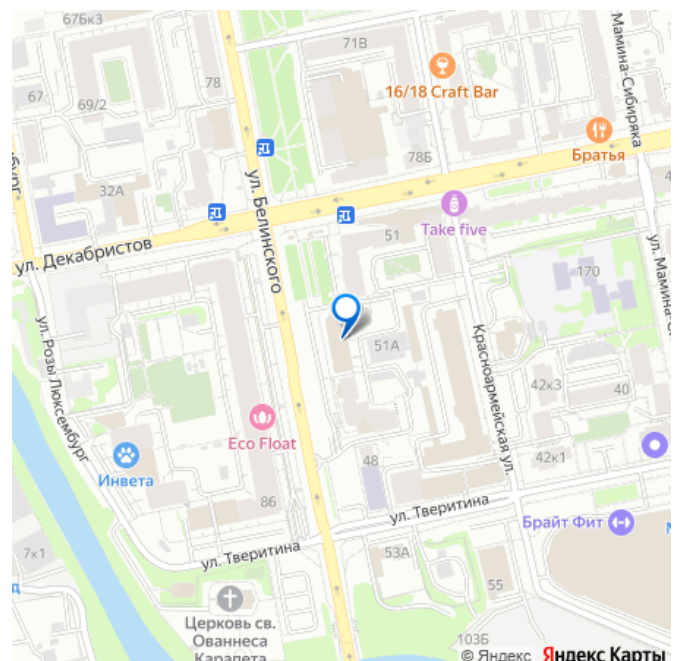 67Бк3
71В
78
16/18 Craft Bar
67
69/2
Братья
78Б
32А
ул. Белинского
Take five
51
ул. Декабристов
170
ул. Розы Люксембург
51А
Красноармейская ул.
42к3
40
Eco Float
42к1
Инвета
48
86
ул. Тверитина
Брайт Фит
ул. Тверитина
7к1
53А
55
Церковь св.
Ованнеса
Карапета
103Б
© Яндекс Яндекс Карты
Мамина-Сибиряка
ул. Мамина-С